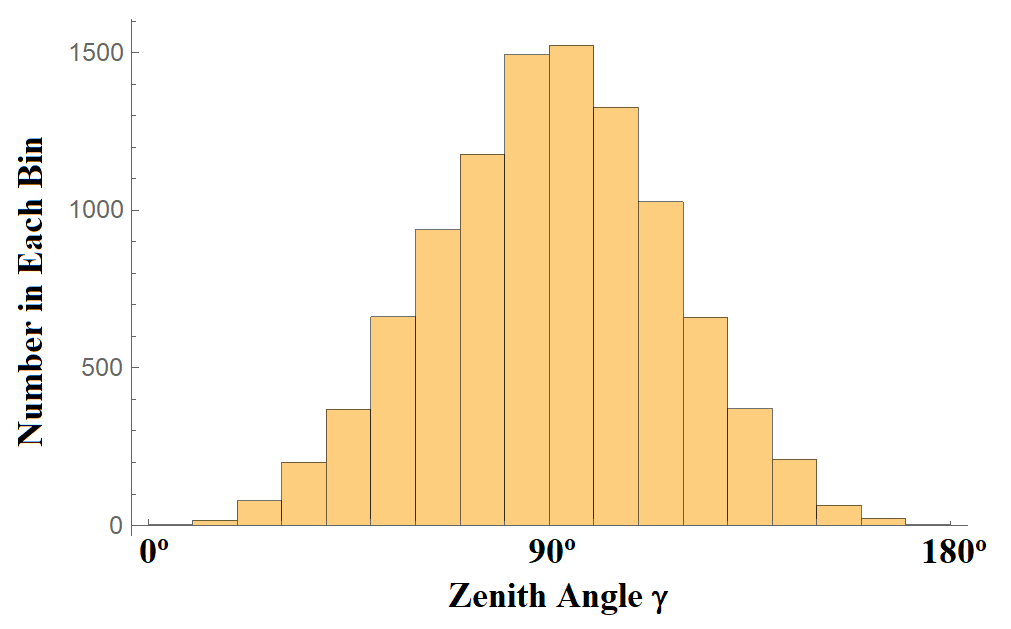 1500
1000
500
0
Number in Each Bin
0º
90º
180º
Zenith Angle γ